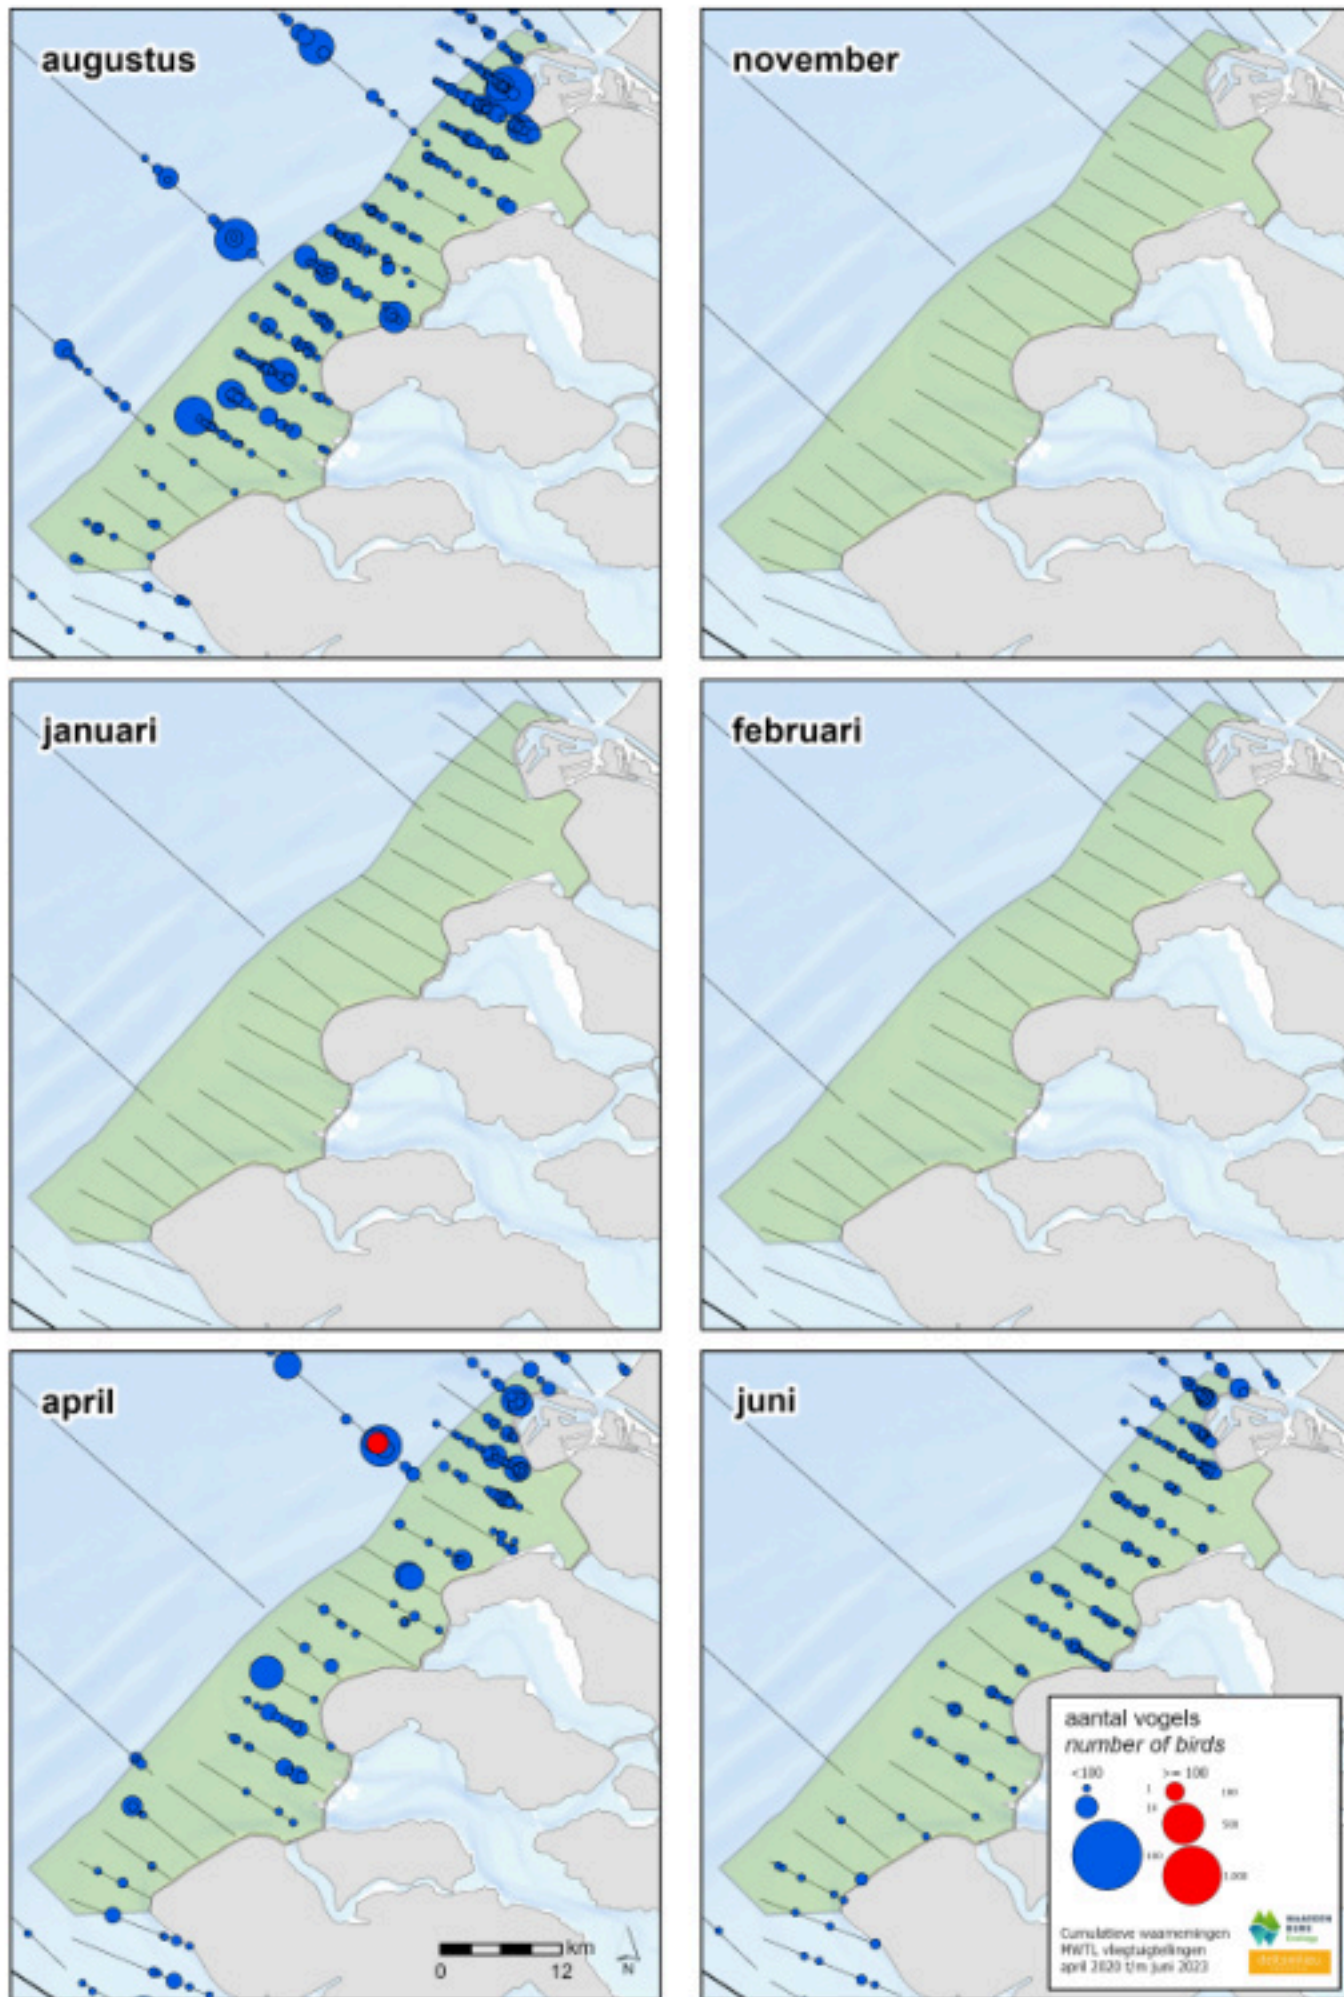 augustus
november
januari
februari
april
juni
km
0 12
N
aantal vogels
number of birds
<100 >= 100
1 100
10 500
100 1.000
Cumulatieve waarnemingen
MWTL vliegtuigtellingen
april 2020 t/m juni 2023